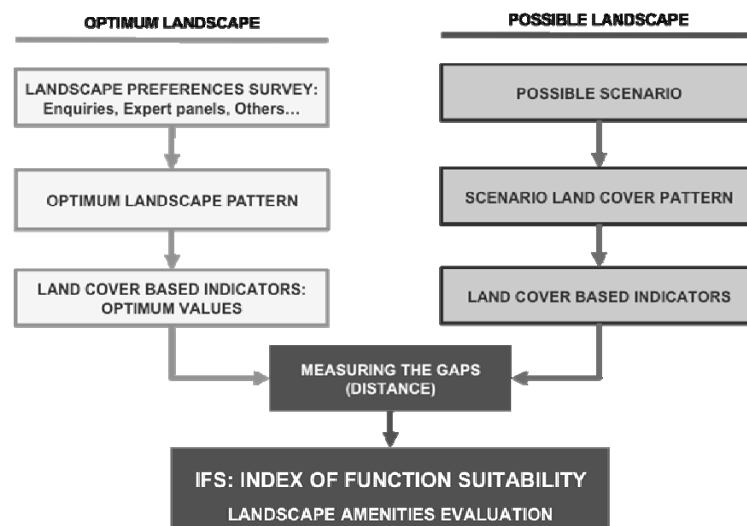 OPTIMUM LANDSCAPE
LANDSCAPE PREFERENCES SURVEY:
Enquiries, Expert panels, Others...
OPTIMUM LANDSCAPE PATTERN
LAND COVER BASED INDICATORS:
OPTIMUM VALUES
POSSIBLE LANDSCAPE
POSSIBLE SCENARIO
SCENARIO LAND COVER PATTERN
LAND COVER BASED INDICATORS
MEASURING THE GAPS
(DISTANCE)
IFS: INDEX OF FUNCTION SUITABILITY
LANDSCAPE AMENITIES EVALUATION